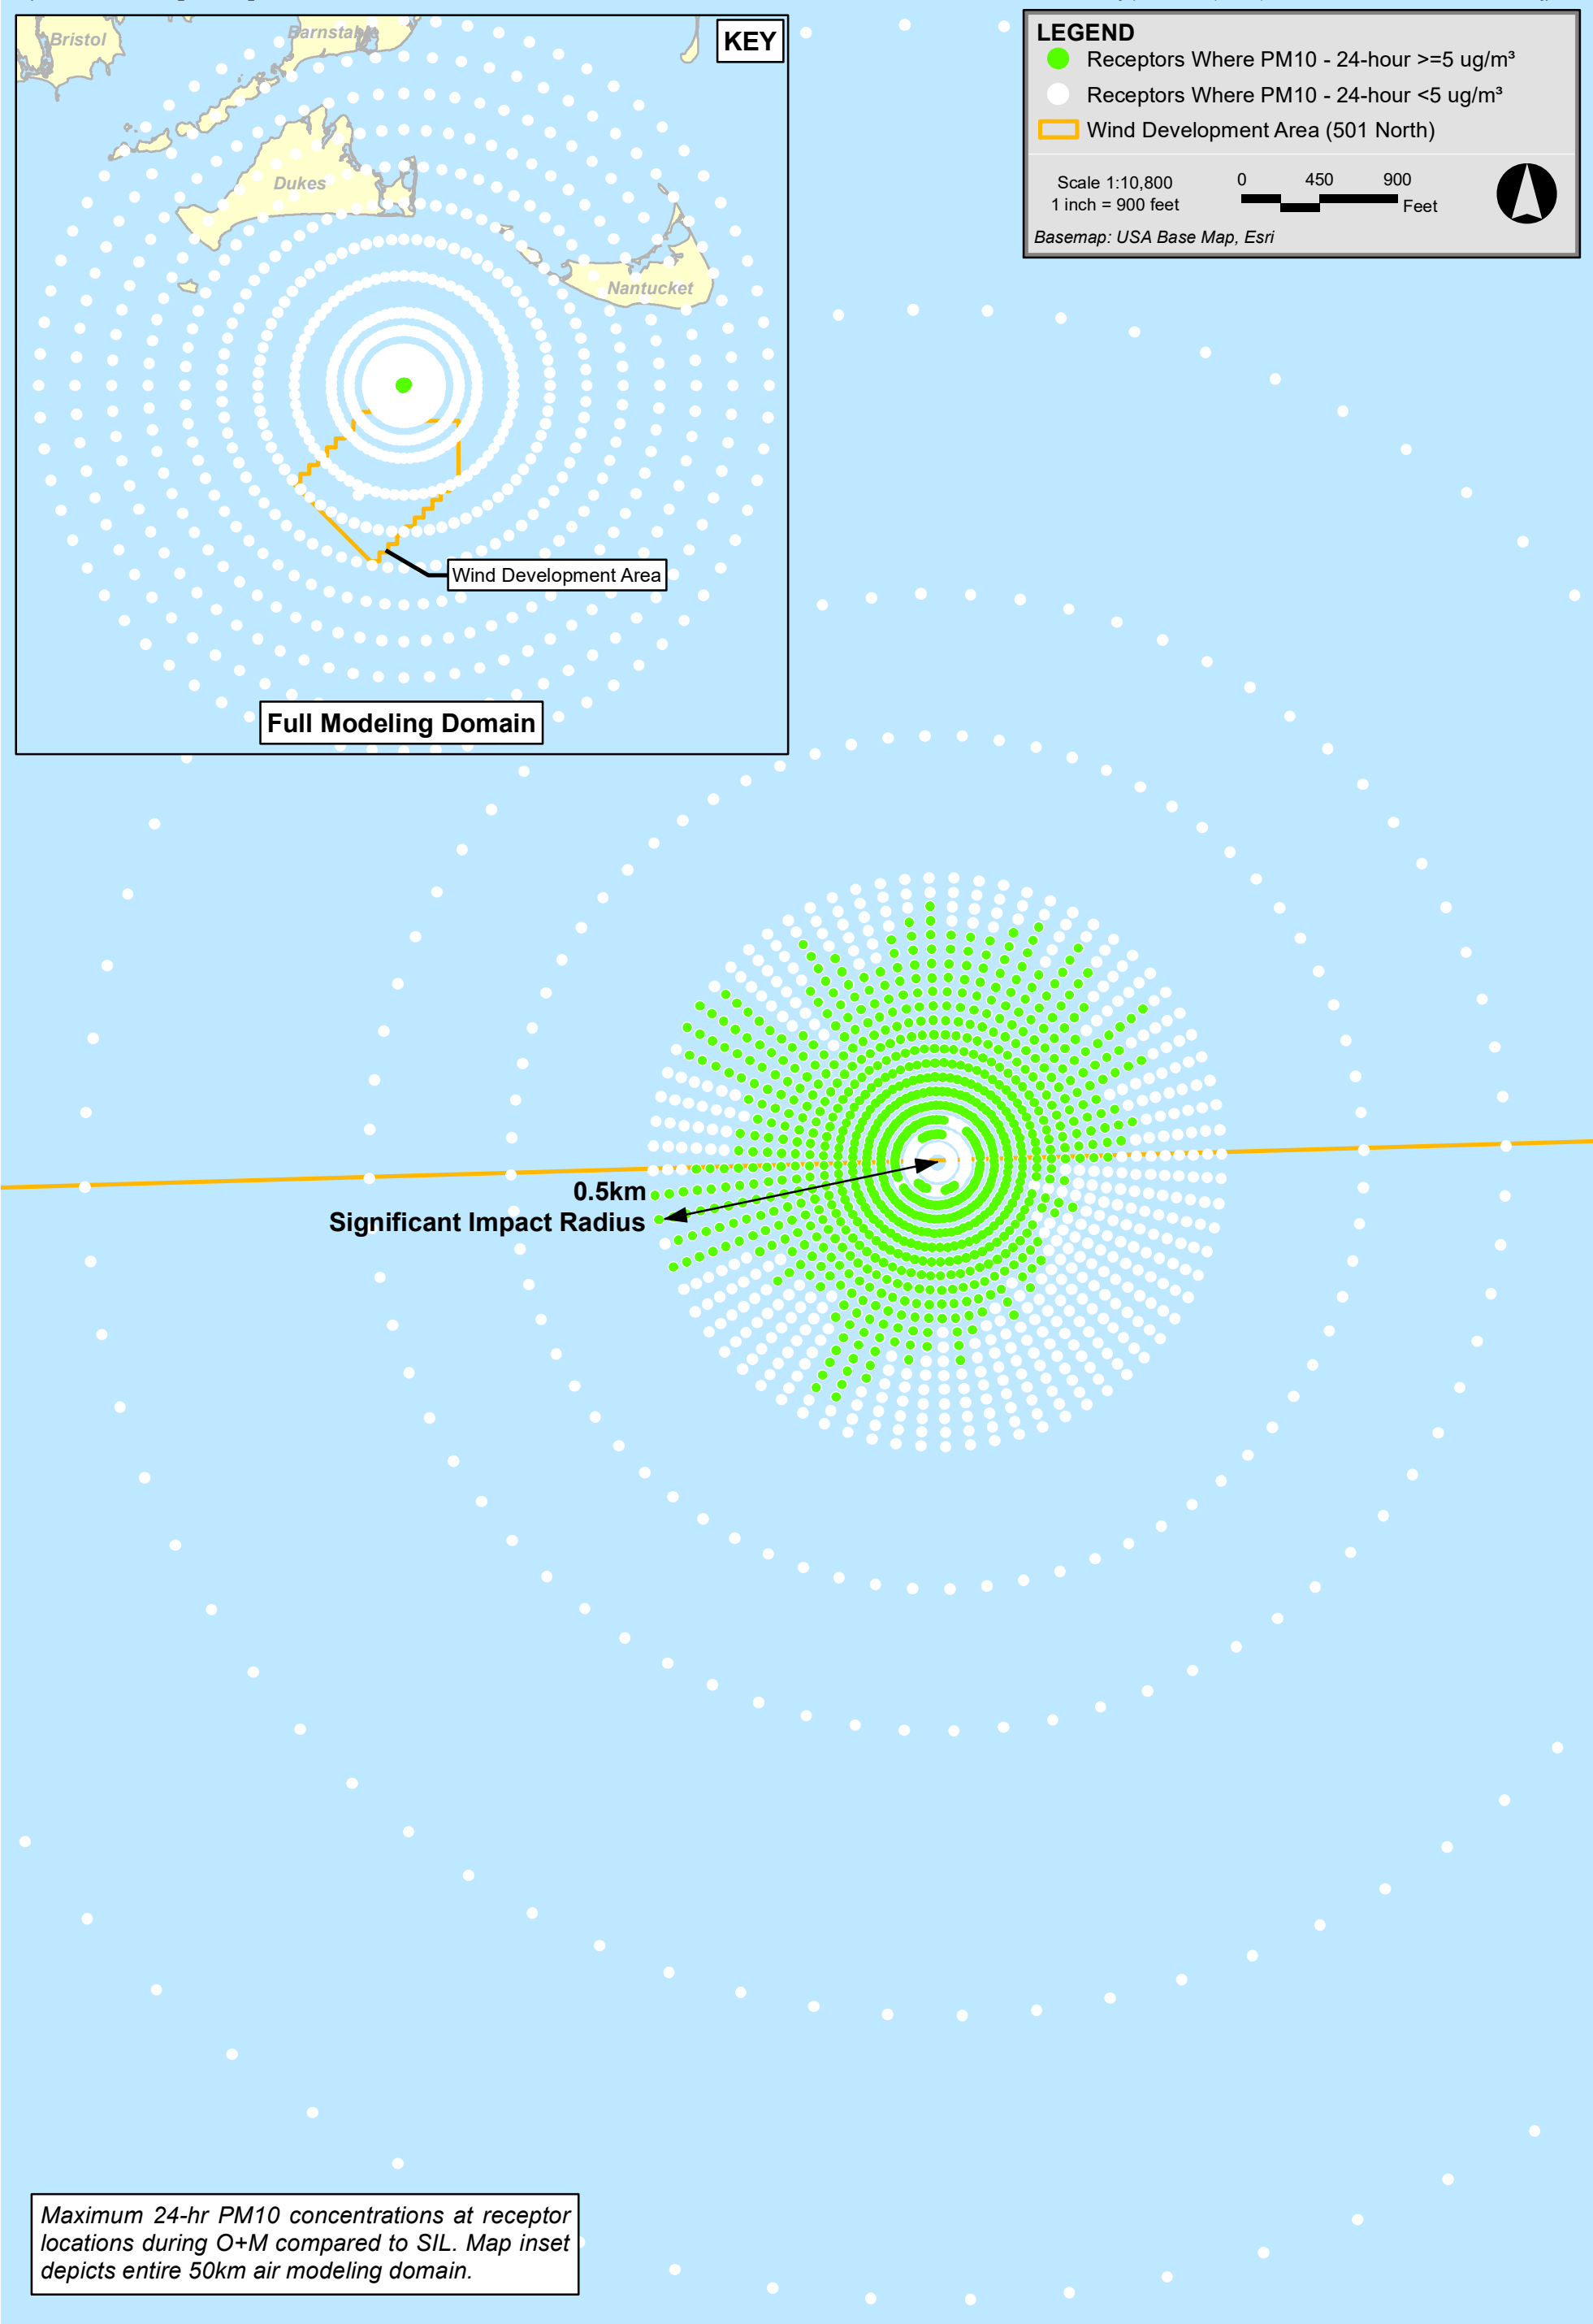 Bristol
Barnstable
KEY
Dukes
Nantucket
Wind Development Area
Full Modeling Domain
LEGEND
Receptors Where PM10 - 24-hour >=5 ug/m³
Receptors Where PM10 - 24-hour <5 ug/m³
Wind Development Area (501 North)
Scale 1:10,800
1 inch = 900 feet
0 450 900
Feet
Basemap: USA Base Map, Esri
0.5km
Significant Impact Radius
Maximum 24-hr PM10 concentrations at receptor
locations during O+M compared to SIL. Map inset
depicts entire 50km air modeling domain.